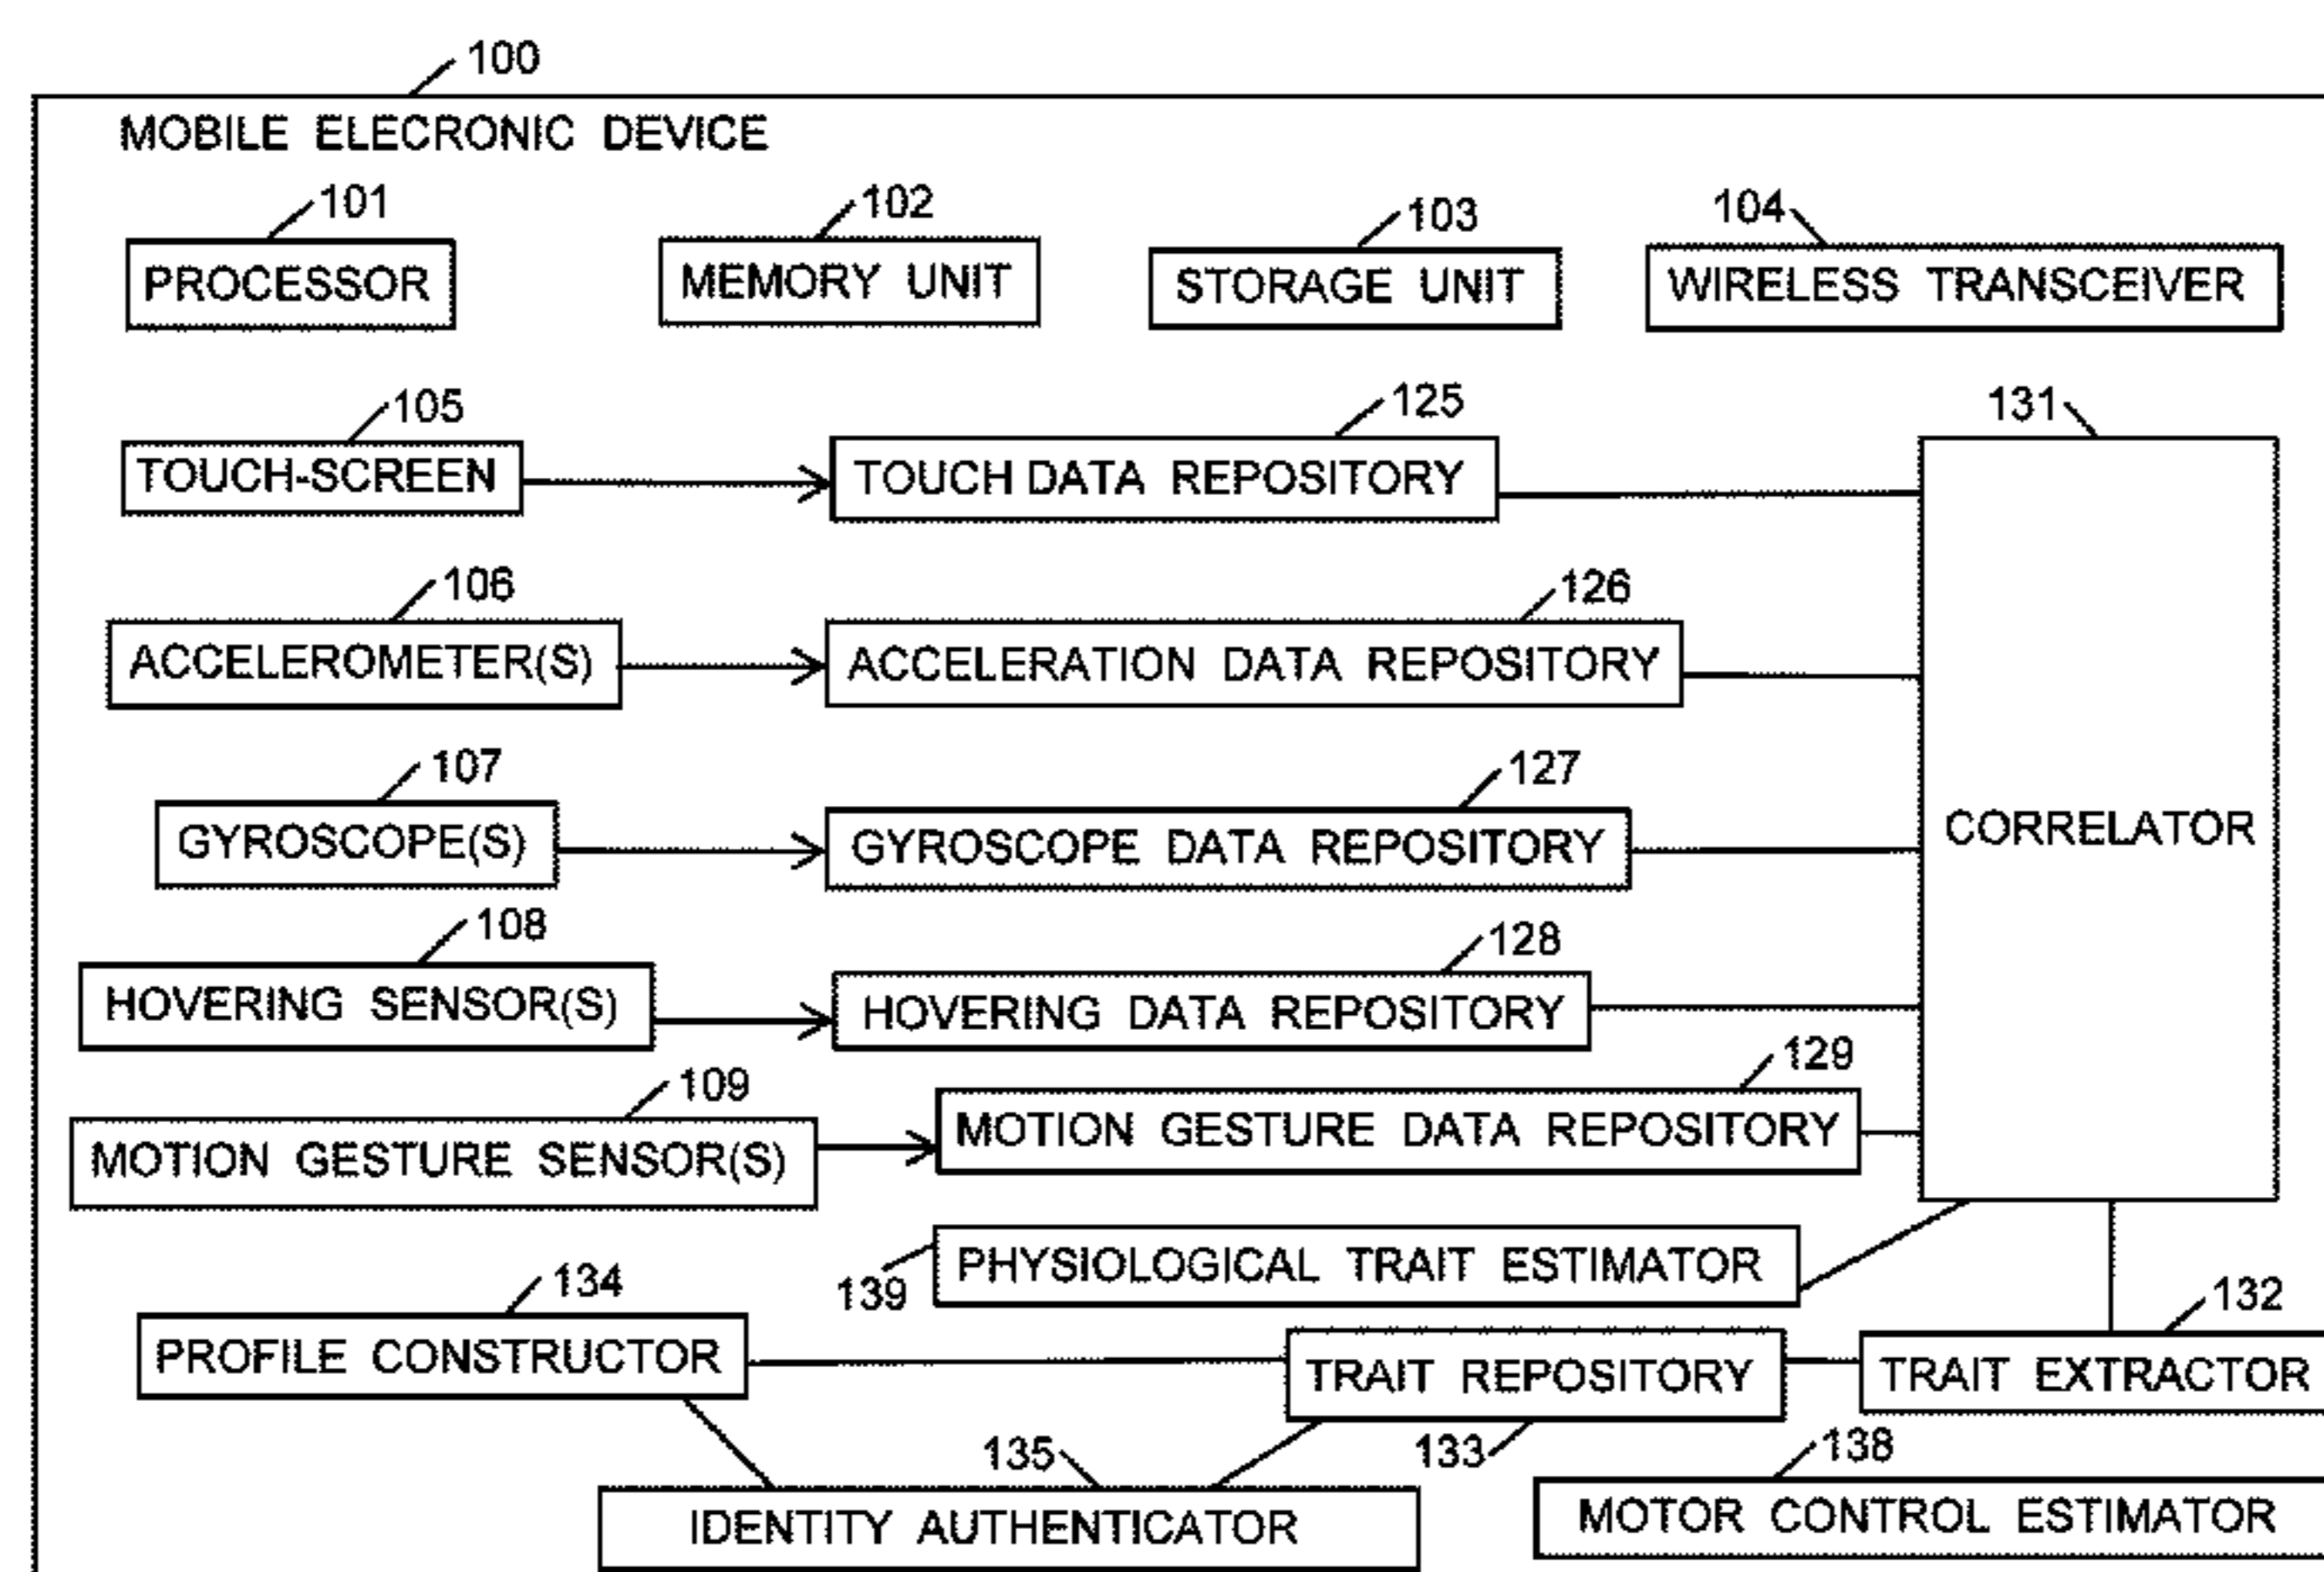 100
MOBILE ELECRONIC DEVICE
101
102
103
104
PROCESSOR
MEMORY UNIT
STORAGE UNIT
WIRELESS TRANSCEIVER
105
125
131
TOUCH-SCREEN
TOUCH DATA REPOSITORY
106
126
ACCELEROMETER(S)
ACCELERATION DATA REPOSITORY
107
127
GYROSCOPE(S)
GYROSCOPE DATA REPOSITORY
CORRELATOR
108
128
HOVERING SENSOR(S)
HOVERING DATA REPOSITORY
109
129
MOTION GESTURE SENSOR(S)
MOTION GESTURE DATA REPOSITORY
139
PHYSIOLOGICAL TRAIT ESTIMATOR
134
132
PROFILE CONSTRUCTOR
TRAIT REPOSITORY
TRAIT EXTRACTOR
135
133
138
IDENTITY AUTHENTICATOR
MOTOR CONTROL ESTIMATOR